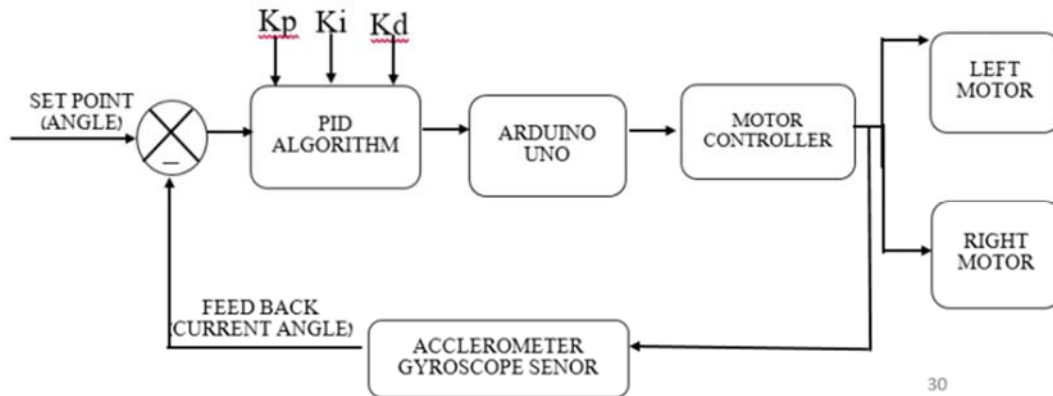 Kp Ki Kd
SET POINT
(ANGLE)
PID
ALGORITHM
ARDUINO
UNO
MOTOR
CONTROLLER
LEFT
MOTOR
RIGHT
MOTOR
FEED BACK
(CURRENT ANGLE)
ACCLEROMETER
GYROSCOPE SENOR
30